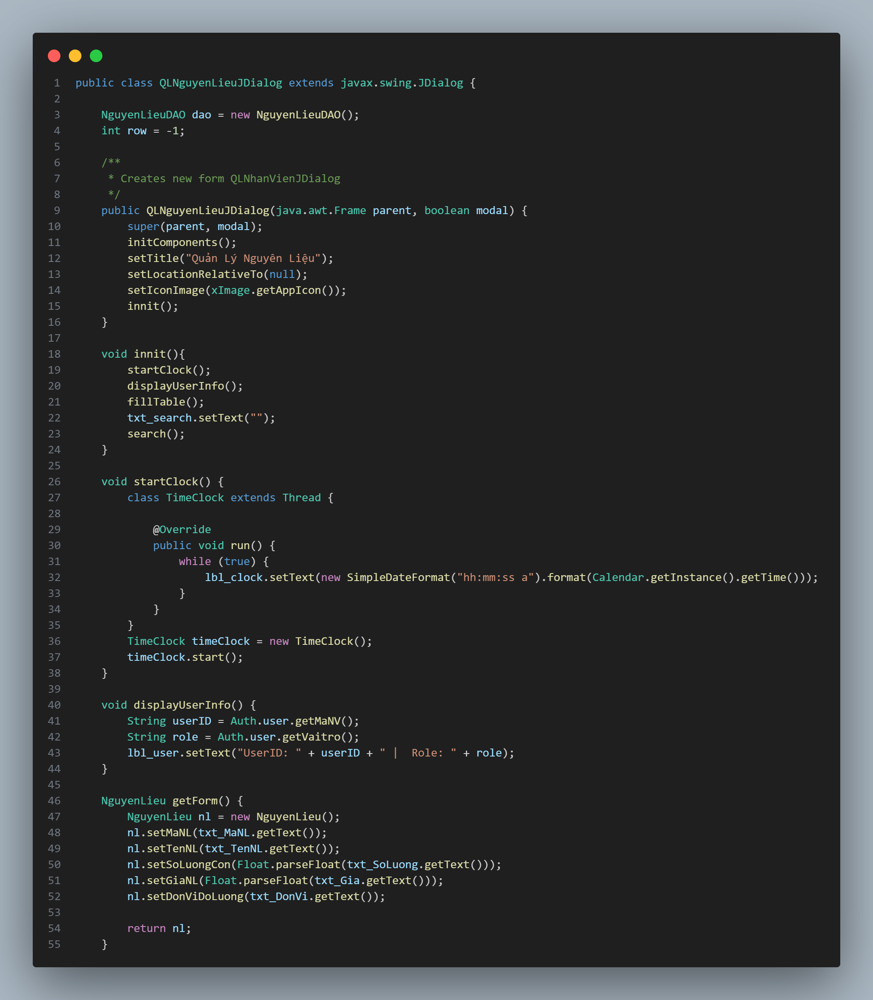 1 public class QLNguyenLieuJDialog extends javax.swing.JDialog {
2
3     NguyenLieuDAO dao = new NguyenLieuDAO();
4     int row = -1;
5
6     /**
7      * Creates new form QLNhanVienJDialog
8      */
9     public QLNguyenLieuJDialog(java.awt.Frame parent, boolean modal) {
10         super(parent, modal);
11         initComponents();
12         setTitle("Quản Lý Nguyên Liệu");
13         setLocationRelativeTo(null);
14         setIconImage(xImage.getAppIcon());
15         innit();
16     }
17
18     void innit(){
19         startClock();
20         displayUserInfo();
21         fillTable();
22         txt_search.setText("");
23         search();
24     }
25
26     void startClock() {
27         class TimeClock extends Thread {
28
29             @Override
30             public void run() {
31                 while (true) {
32                     lbl_clock.setText(new SimpleDateFormat("hh:mm:ss a").format(Calendar.getInstance().getTime()));
33                 }
34             }
35         }
36         TimeClock timeClock = new TimeClock();
37         timeClock.start();
38     }
39
40     void displayUserInfo() {
41         String userID = Auth.user.getMaNV();
42         String role = Auth.user.getVaitro();
43         lbl_user.setText("UserID: " + userID + " |  Role: " + role);
44     }
45
46     NguyenLieu getForm() {
47         NguyenLieu nl = new NguyenLieu();
48         nl.setMaNL(txt_MaNL.getText());
49         nl.setTenNL(txt_TenNL.getText());
50         nl.setSoLuongCon(Float.parseFloat(txt_SoLuong.getText()));
51         nl.setGiaNL(Float.parseFloat(txt_Gia.getText()));
52         nl.setDonViDoLuong(txt_DonVi.getText());
53
54         return nl;
55     }